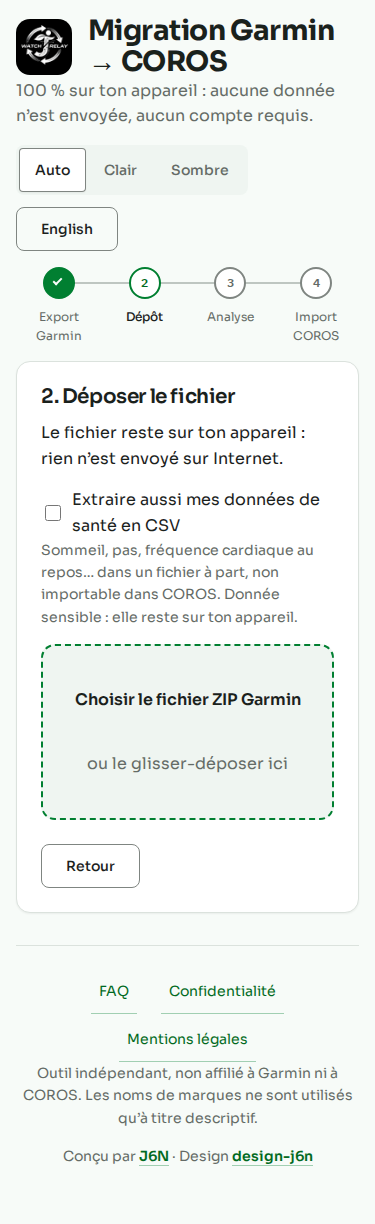 WATCH RELAY
Migration Garmin
→ COROS
100 % sur ton appareil : aucune donnée
n’est envoyée, aucun compte requis.
Auto Clair Sombre
English
2 3 4
Export Dépôt Analyse Import
Garmin COROS
2. Déposer le fichier
Le fichier reste sur ton appareil :
rien n’est envoyé sur Internet.
Extraire aussi mes données de
santé en CSV
Sommeil, pas, fréquence cardiaque au
repos… dans un fichier à part, non
importable dans COROS. Donnée
sensible : elle reste sur ton appareil.
Choisir le fichier ZIP Garmin
ou le glisser-déposer ici
Retour
FAQ Confidentialité
Mentions légales
Outil indépendant, non affilié à Garmin ni à
COROS. Les noms de marques ne sont utilisés
qu’à titre descriptif.
Conçu par J6N · Design design-j6n